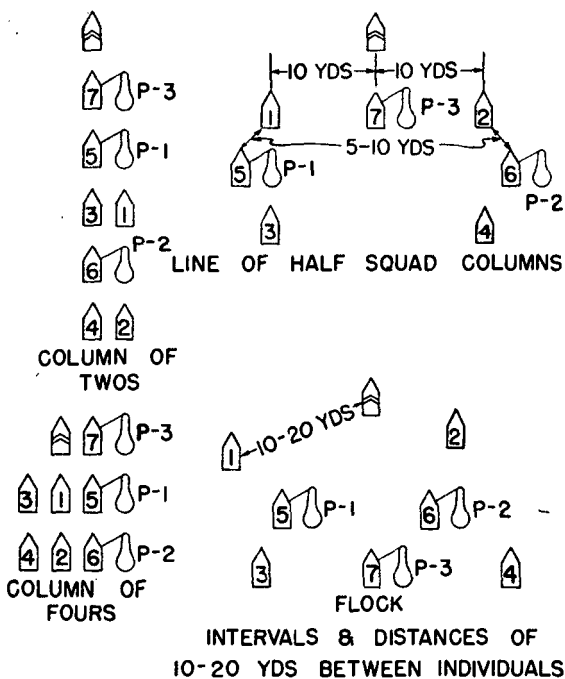 7 P-3
5 P-1
3 1
P-2
6
4 2
COLUMN OF
TWOS
10 YDS 10 YDS
1 7 P-3 2
5-10 YDS
5 P-1 6
P-2
3 4
LINE OF HALF SQUAD COLUMNS
7 P-3
3 1 5 P-1
4 2 6 P-2
COLUMN OF
FOURS
10-20 YDS
1 2
5 P-1 6 P-2
3 7 P-3 4
FLOCK
INTERVALS & DISTANCES OF
10-20 YDS BETWEEN INDIVIDUALS